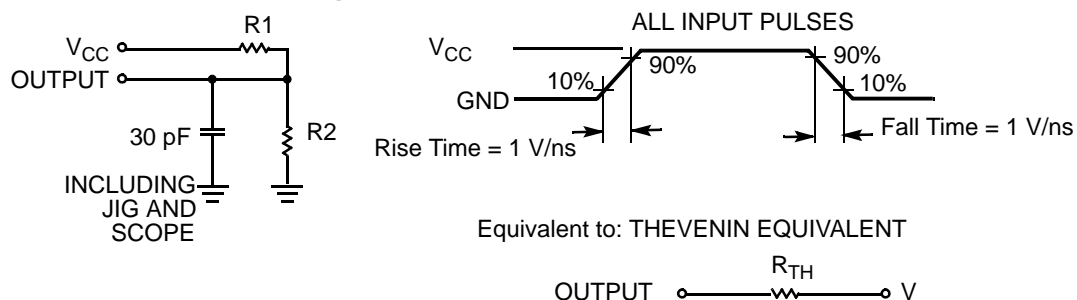 R1
VCC
OUTPUT
30 pF
R2
INCLUDING
JIG AND
SCOPE
ALL INPUT PULSES
VCC
GND
10%
90%
90%
10%
Rise Time = 1 V/ns
Fall Time = 1 V/ns
Equivalent to: THEVENIN EQUIVALENT
RTH
OUTPUT
V